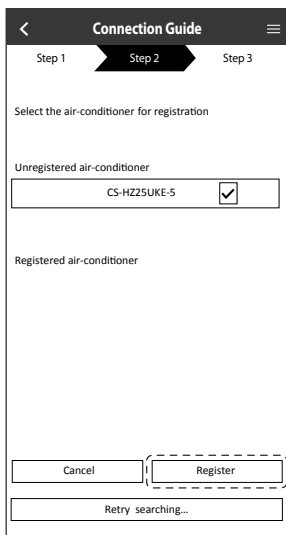 Connection Guide
Step 1 Step 2 Step 3
Select the air-conditioner for registration
Unregistered air-conditioner
CS-HZ25UKE-5
Registered air-conditioner
Cancel Register
Retry searching...